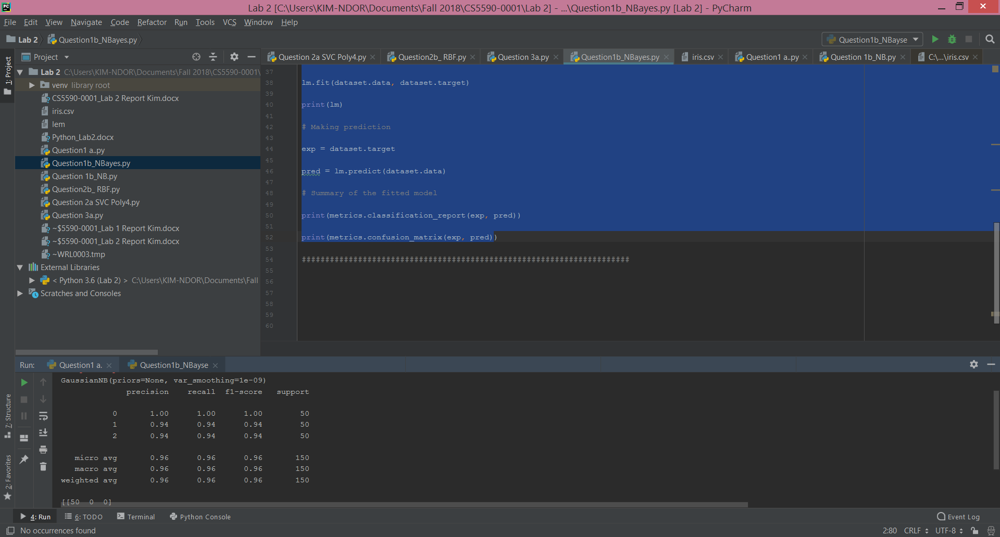 Lab 2 [C:\Users\KIM-NDOR\Documents\Fall 2018\CS5590-0001\Lab 2] - ...\Question1b_NBayes.py [Lab 2] - PyCharm
File Edit View Navigate Code Refactor Run Tools VCS Window Help
Lab 2 Question1b_NBayes.py Question1b_NBayse
Project
Question 2a SVC Poly4.py Question2b_ RBF.py Question 3a.py Question1b_NBayes.py iris.csv Question1 a..py Question 1b_NB.py C:\...\iris.csv
1: Project
Lab 2 C:\Users\KIM-NDOR\Documents\Fall 2018\CS5590-0001\
venv library root
CS5590-0001_Lab 2 Report Kim.docx
iris.csv
lem
Python_Lab2.docx
Question1 a..py
Question1b_NBayes.py
Question 1b_NB.py
Question2b_ RBF.py
Question 2a SVC Poly4.py
Question 3a.py
~$5590-0001_Lab 1 Report Kim.docx
~$5590-0001_Lab 2 Report Kim.docx
~WRL0003.tmp
External Libraries
< Python 3.6 (Lab 2) > C:\Users\KIM-NDOR\Documents\Fall
Scratches and Consoles
37
38 lm.fit(dataset.data, dataset.target)
39
40 print(lm)
41
42 # Making prediction
43
44 exp = dataset.target
45
46 pred = lm.predict(dataset.data)
47
48 # Summary of the fitted model
49
50 print(metrics.classification_report(exp, pred))
51
52 print(metrics.confusion_matrix(exp, pred))
53
54 ######################################################################
55
56
57
58
59
60
Run: Question1 a. Question1b_NBayse
7: Structure
2: Favorites
GaussianNB(priors=None, var_smoothing=1e-09)
precision recall f1-score support
0 1.00 1.00 1.00 50
1 0.94 0.94 0.94 50
2 0.94 0.94 0.94 50
micro avg 0.96 0.96 0.96 150
macro avg 0.96 0.96 0.96 150
weighted avg 0.96 0.96 0.96 150
[[50 0 0]
4: Run 6: TODO Terminal Python Console Event Log
No occurrences found 2:80 CRLF UTF-8